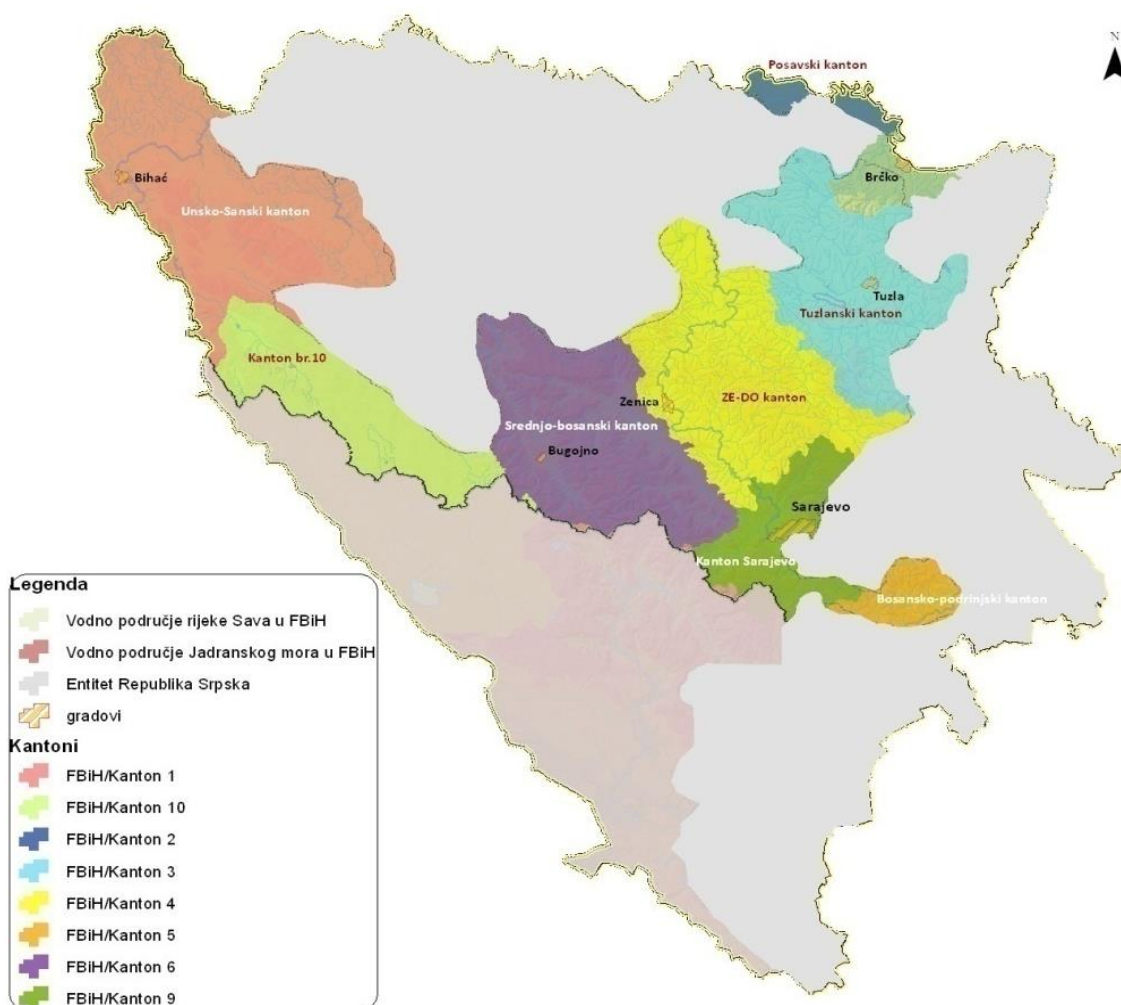 N
Posavski kanton
Brčko
Bihać
Unsko-Sanski kanton
Tuzla
Tuzlanski kanton
Kanton br.10
Zenica
ZE-DO kanton
Srednjo-bosanski kanton
Bugojno
Sarajevo
Kanton Sarajevo
Bosansko-podrinjski kanton
Legenda
Vodno područje rijeke Sava u FBiH
Vodno područje Jadranskog mora u FBiH
Entitet Republika Srpska
gradovi
Kantoni
FBiH/Kanton 1
FBiH/Kanton 10
FBiH/Kanton 2
FBiH/Kanton 3
FBiH/Kanton 4
FBiH/Kanton 5
FBiH/Kanton 6
FBiH/Kanton 9